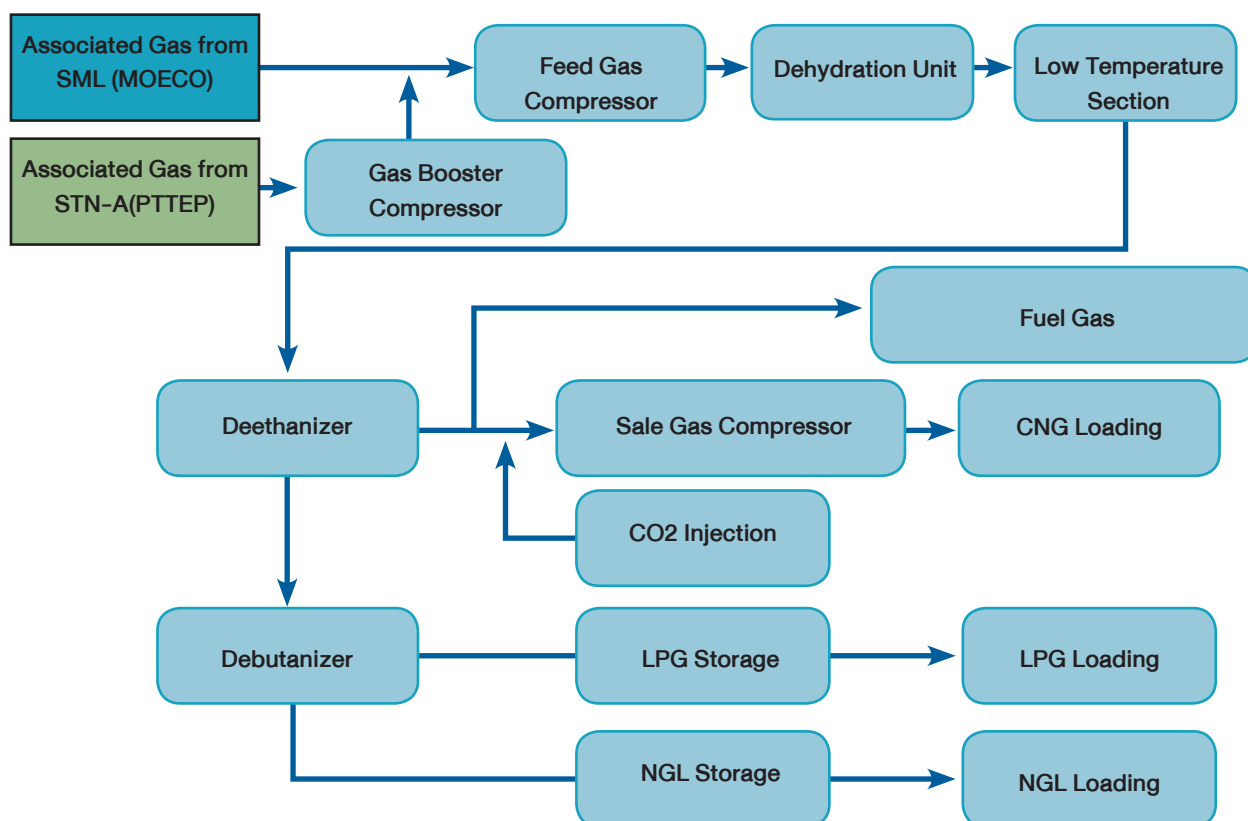 Associated Gas from
SML (MOECO)
Feed Gas
Compressor
Dehydration Unit
Low Temperature
Section
Associated Gas from
STN-A(PTTEP)
Gas Booster
Compressor
Fuel Gas
Deethanizer
Sale Gas Compressor
CNG Loading
CO2 Injection
Debutanizer
LPG Storage
LPG Loading
NGL Storage
NGL Loading